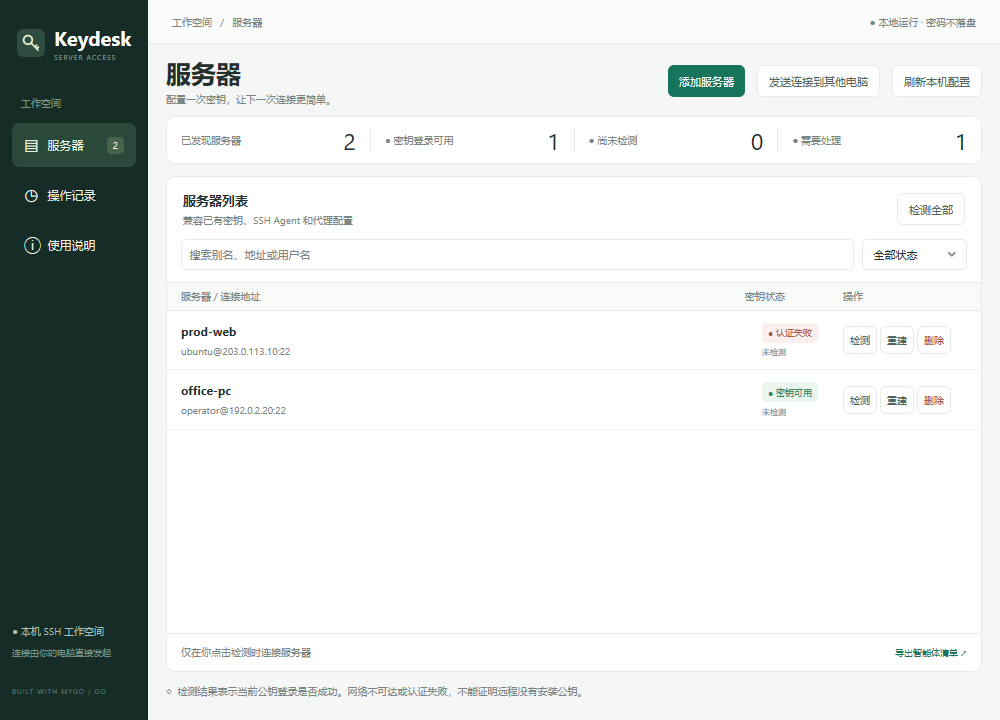 Keydesk
SERVER ACCESS
工作空间
服务器 2
操作记录
使用说明
● 本机 SSH 工作空间
连接由你的电脑直接发起
BUILT WITH MYGO / GO
工作空间 / 服务器
● 本地运行 · 密码不落盘
服务器
配置一次密钥，让下一次连接更简单。
添加服务器 发送连接到其他电脑 刷新本机配置
已发现服务器 2 ● 密钥登录可用 1 ● 尚未检测 0 ● 需要处理 1
服务器列表
兼容已有密钥、SSH Agent 和代理配置
检测全部
搜索别名、地址或用户名 全部状态
服务器 / 连接地址 密钥状态 操作
prod-web ● 认证失败
ubuntu@203.0.113.10:22 未检测
检测 重建 删除
office-pc ● 密钥可用
operator@192.0.2.20:22 未检测
检测 重建 删除
仅在你点击检测时连接服务器 导出智能体清单 ↗
◇ 检测结果表示当前公钥登录是否成功。网络不可达或认证失败，不能证明远程没有安装公钥。